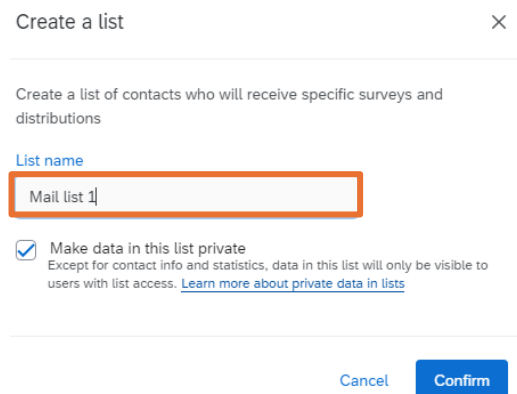 Create a list
Create a list of contacts who will receive specific surveys and
distributions
List name
Mail list 1
Make data in this list private
Except for contact info and statistics, data in this list will only be visible to
users with list access. Learn more about private data in lists
Cancel
Confirm